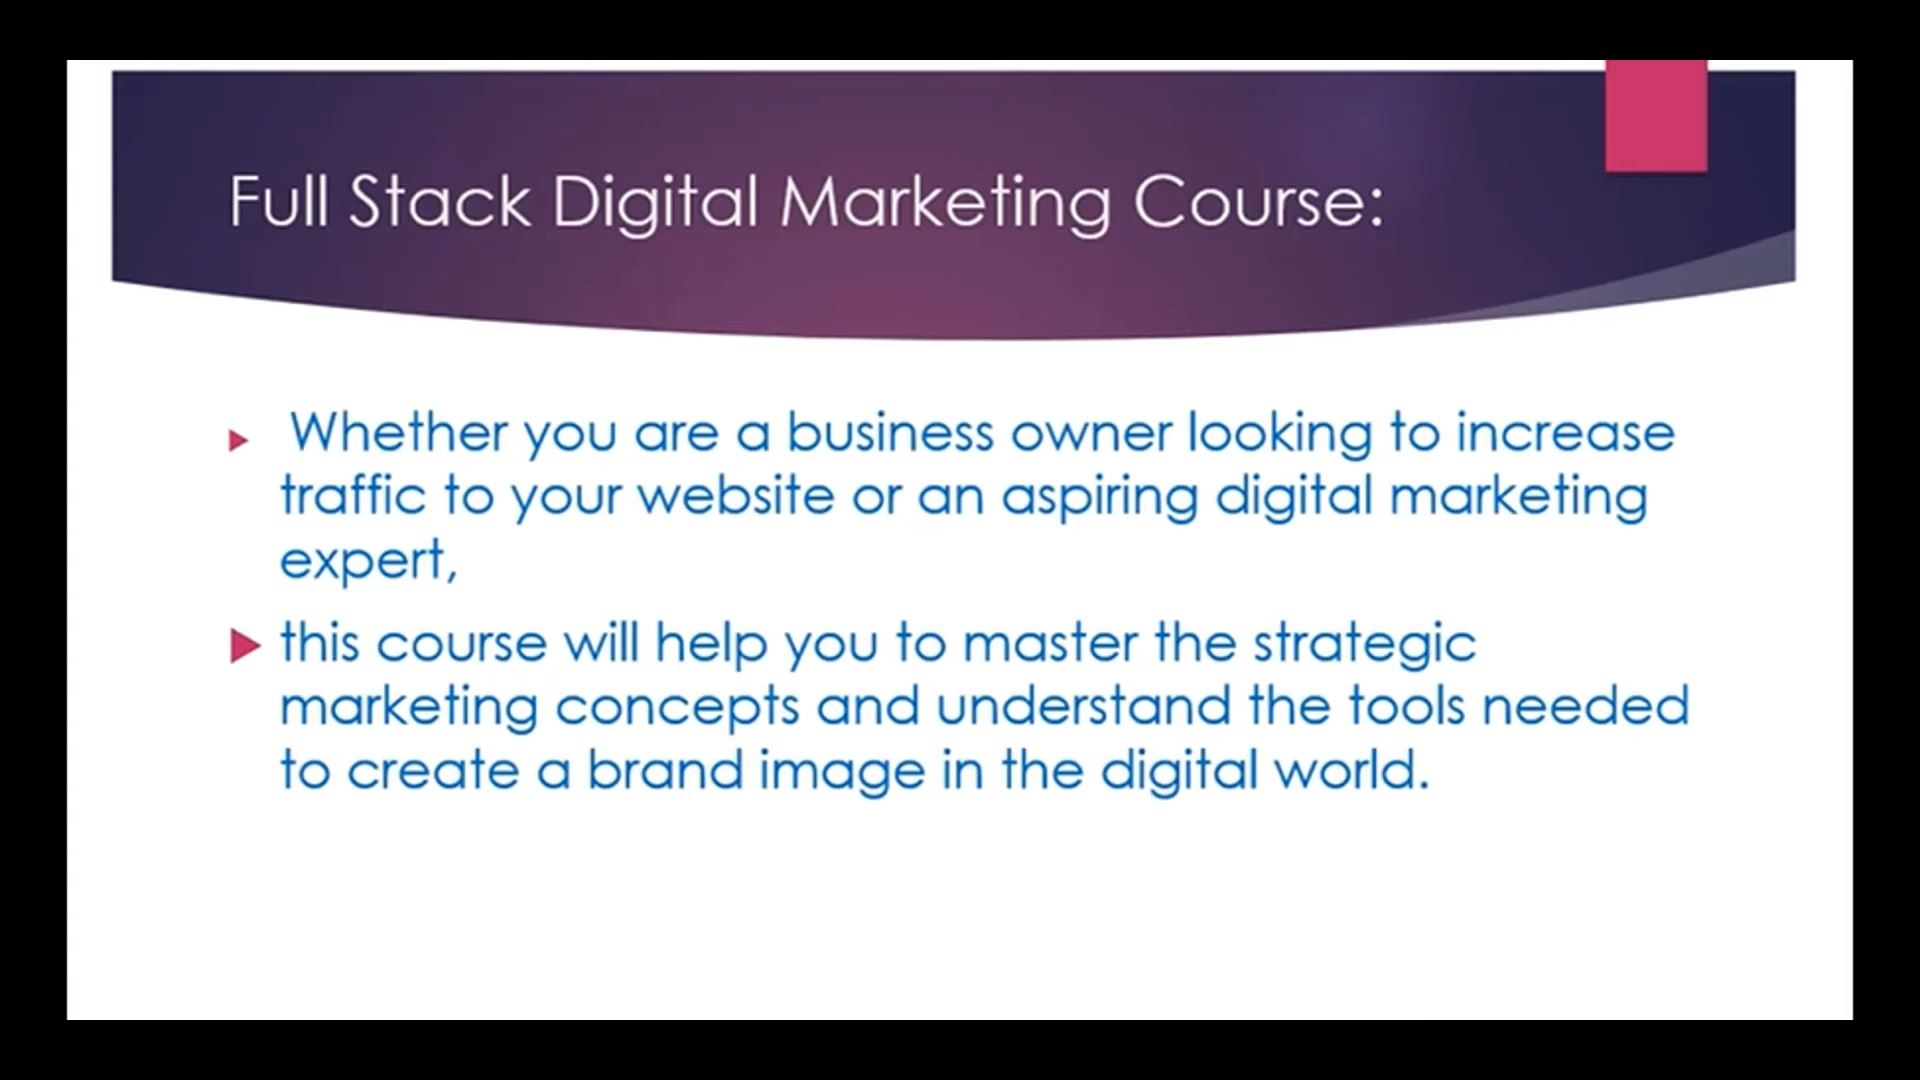 Full Stack Digital Marketing Course:
Whether you are a business owner looking to increase
traffic to your website or an aspiring digital marketing
expert,
this course will help you to master the strategic
marketing concepts and understand the tools needed
to create a brand image in the digital world.